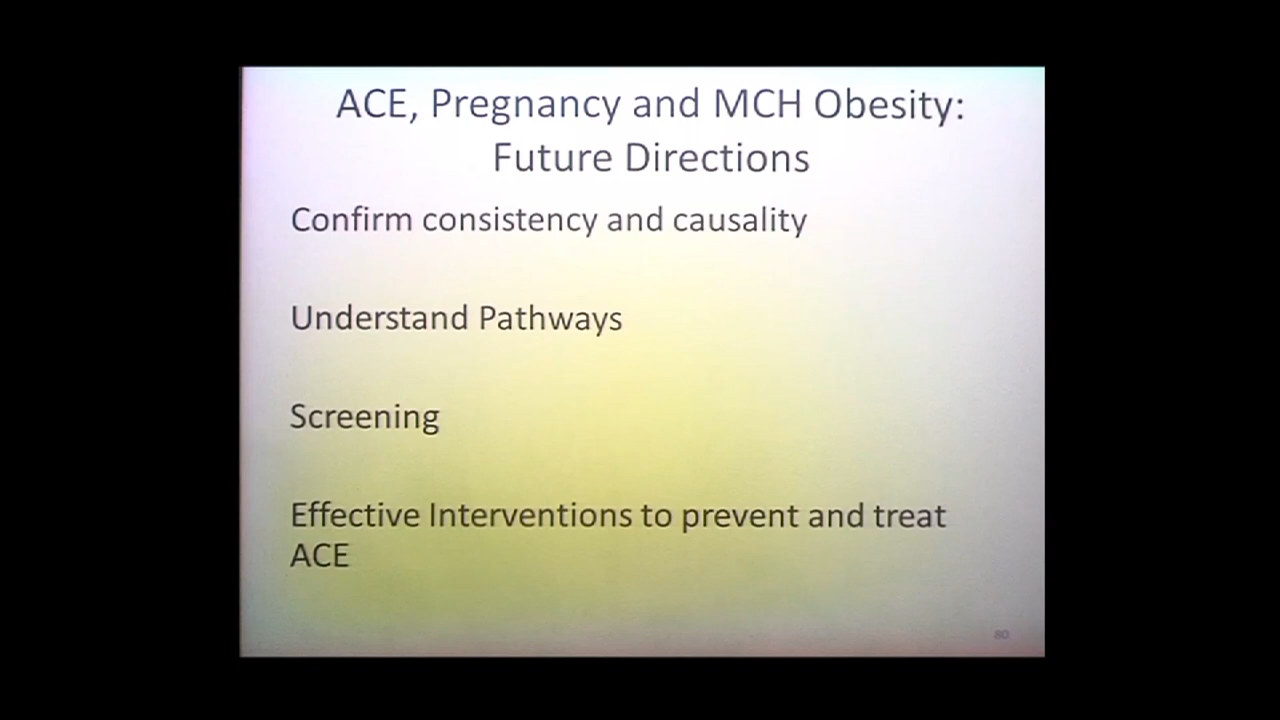 ACE, Pregnancy and MCH Obesity:
Future Directions
Confirm consistency and causality
Understand Pathways
Screening
Effective Interventions to prevent and treat
ACE
80